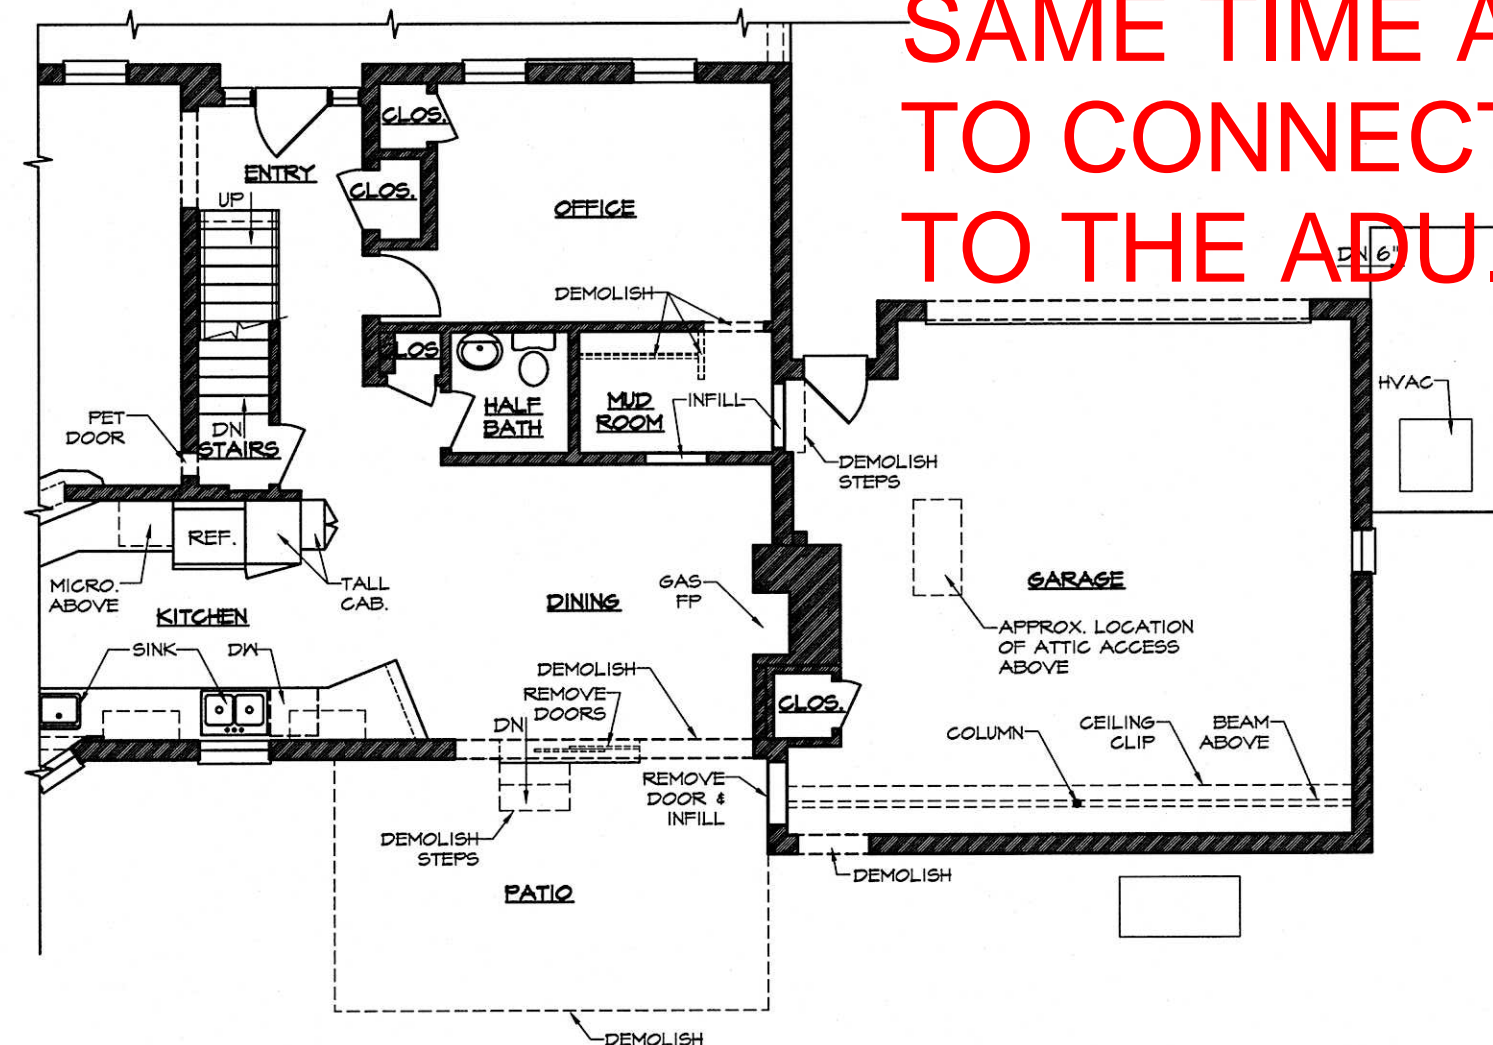 SAME TIME A
TO CONNECT
TO THE ADU.
DN 6"
CLOS.
ENTRY
CLOS.
UP
OFFICE
DEMOLISH
CLOS
HALF
BATH
MUD
ROOM
INFILL
HVAC
PET
DOOR
DN
STAIRS
DEMOLISH
STEPS
REF.
MICRO.
ABOVE
TALL
CAB.
KITCHEN
DINING
GAS
FP
GARAGE
APPROX. LOCATION
OF ATTIC ACCESS
ABOVE
SINK
DW
DEMOLISH
REMOVE
DOORS
DN
CLOS.
COLUMN
CEILING
CLIP
BEAM
ABOVE
REMOVE
DOOR &
INFILL
DEMOLISH
STEPS
PATIO
DEMOLISH
DEMOLISH